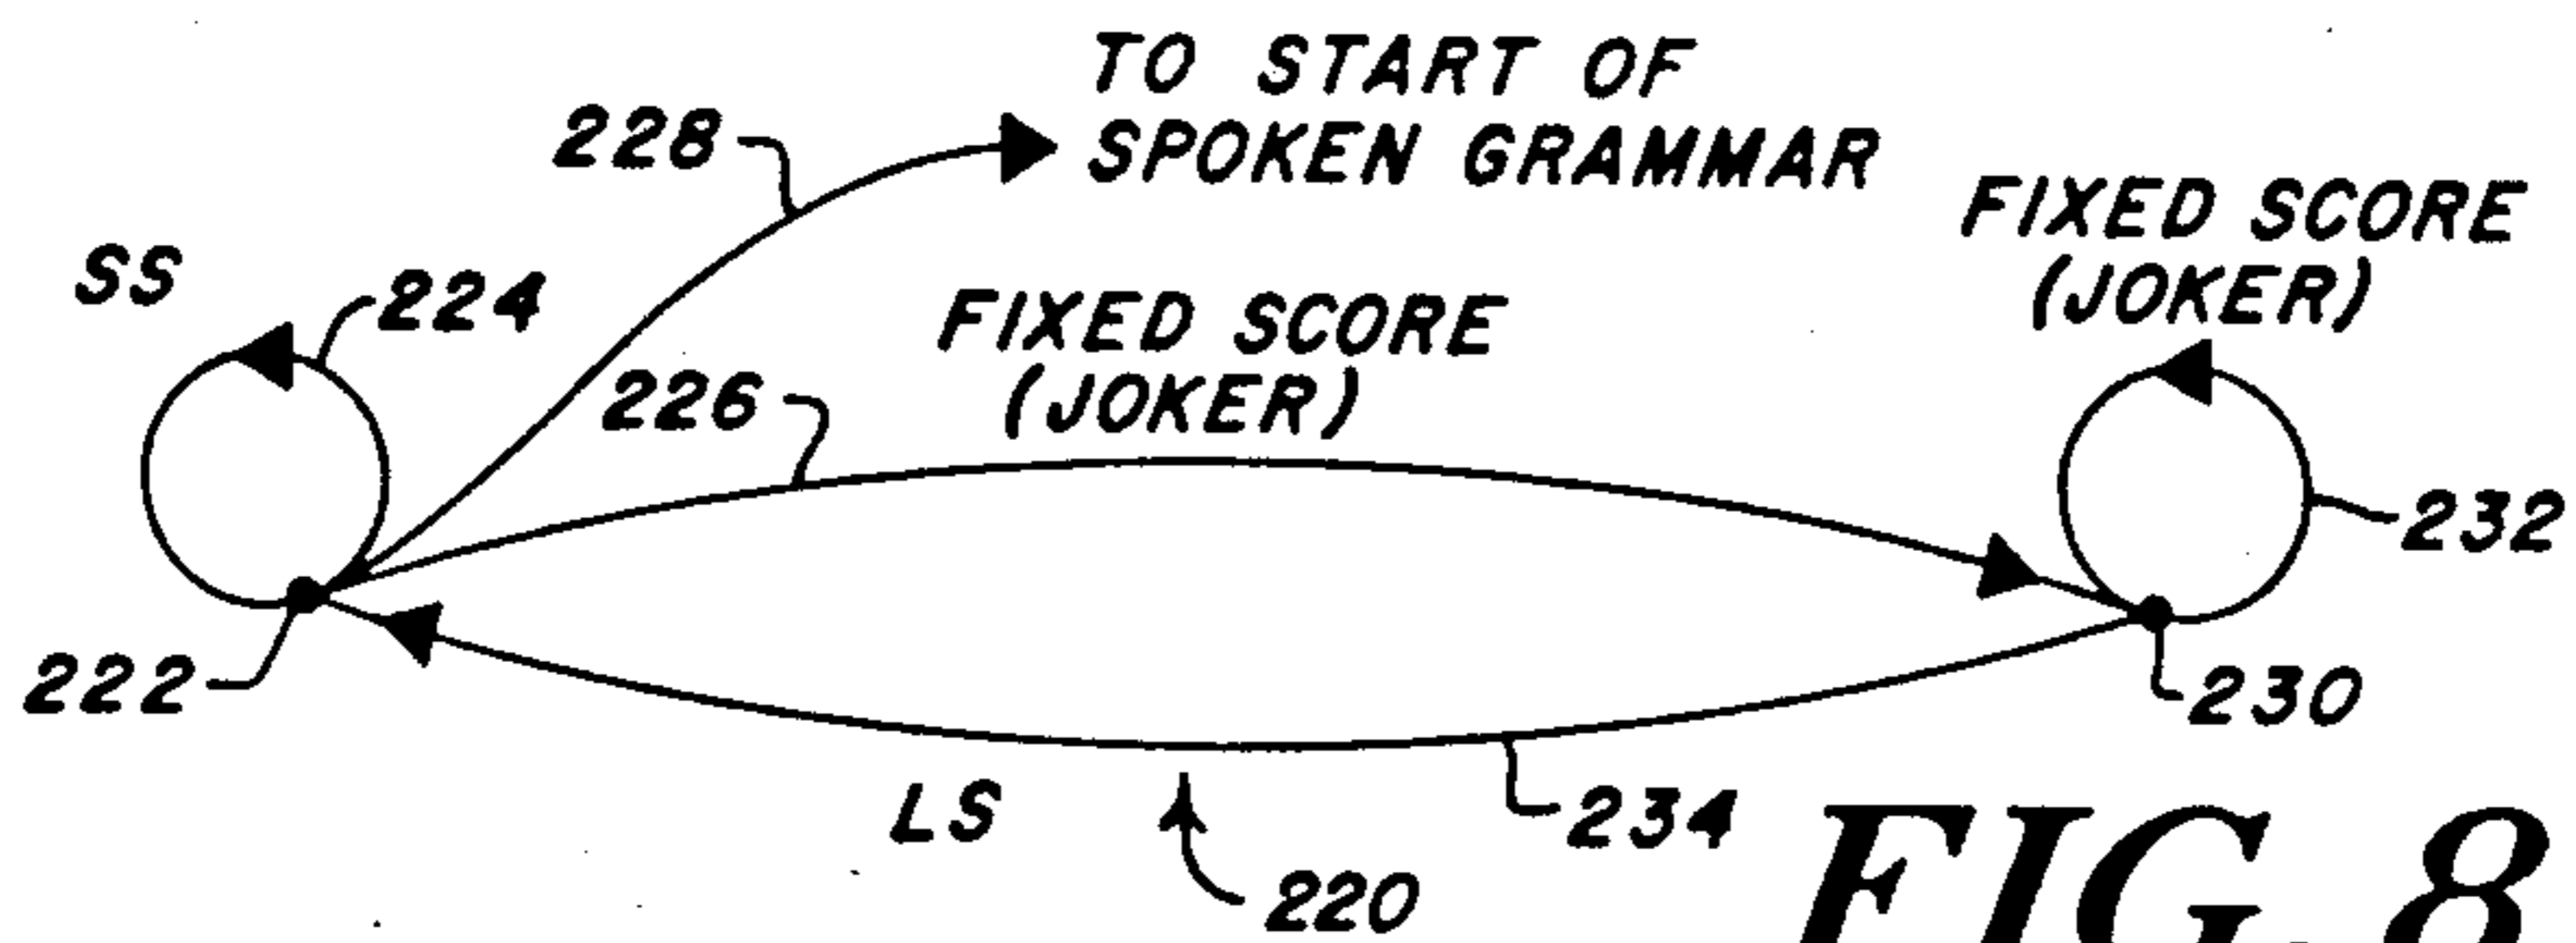 TO START OF
SPOKEN GRAMMAR
228
FIXED SCORE
(JOKER)
SS
224
FIXED SCORE
(JOKER)
226
232
222
230
LS
234
220
FIG. 8